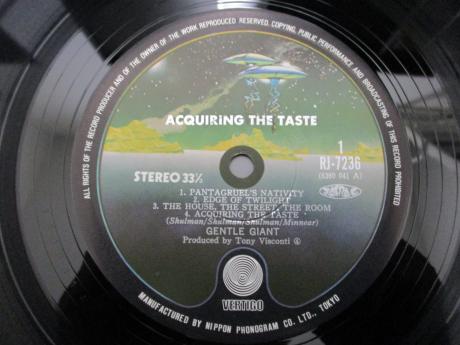 ALL RIGHTS OF THE RECORD PRODUCER AND OF THE OWNER OF THE WORK REPRODUCED RESERVED. COPYING, PUBLIC PERFORMANCE AND BROADCASTING OF THIS RECORD PROHIBITED
ACQUIRING THE TASTE
STEREO 33⅓
1
RJ-7236
(6360 041 A)
1. PANTAGRUEL'S NATIVITY
2. EDGE OF TWILIGHT
3. THE HOUSE, THE STREET, THE ROOM
4. ACQUIRING THE TASTE
(Shulman/Shulman/Shulman/Minnear)
GENTLE GIANT
Produced by Tony Visconti
VERTIGO
MANUFACTURED BY NIPPON PHONOGRAM CO. LTD., TOKYO